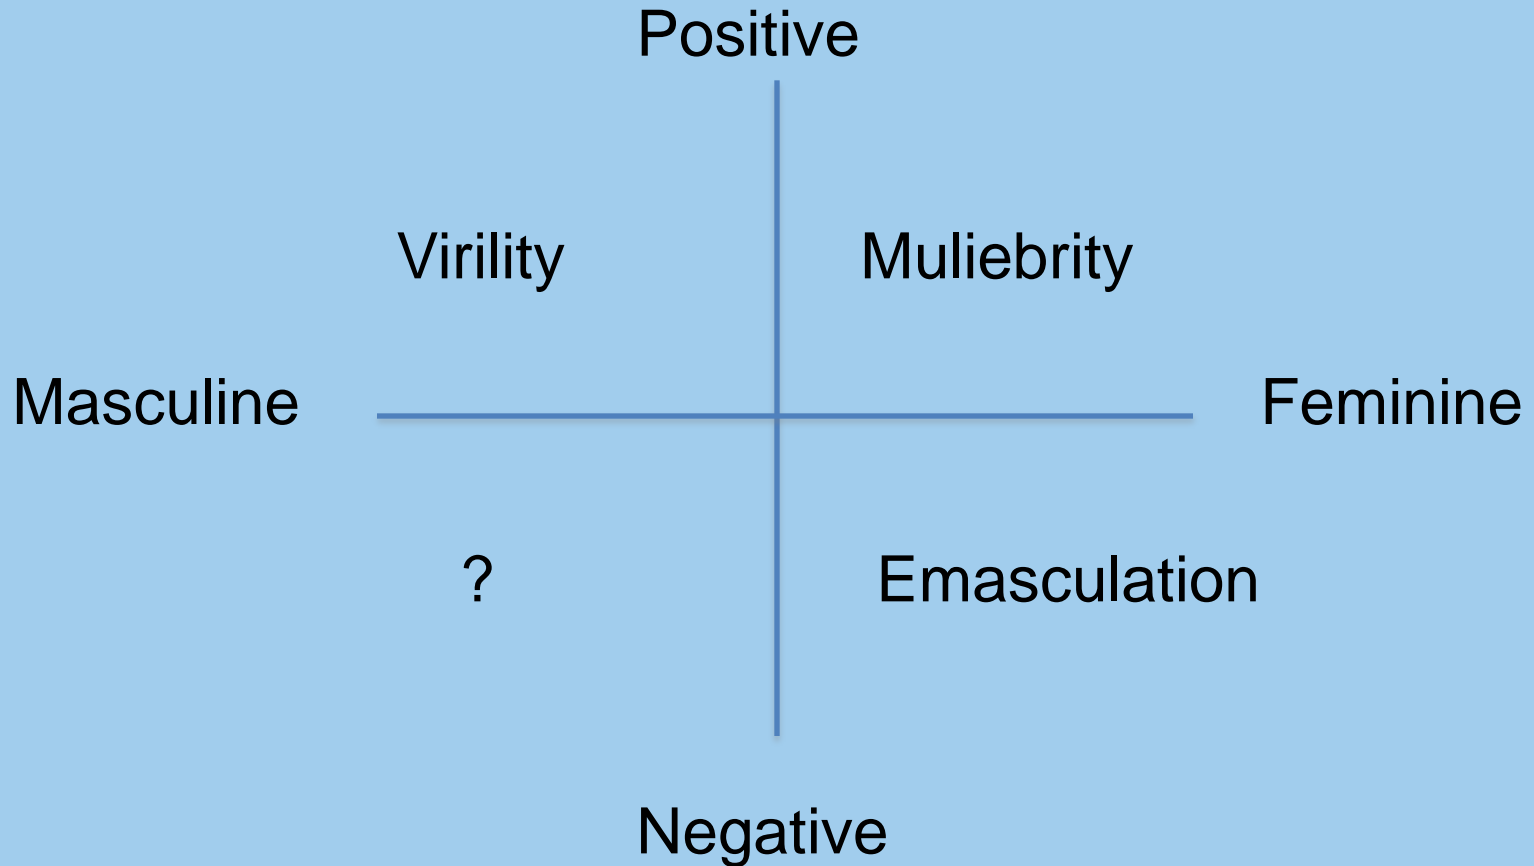 Positive
Virility Muliebrity
Masculine Feminine
? Emasculation
Negative